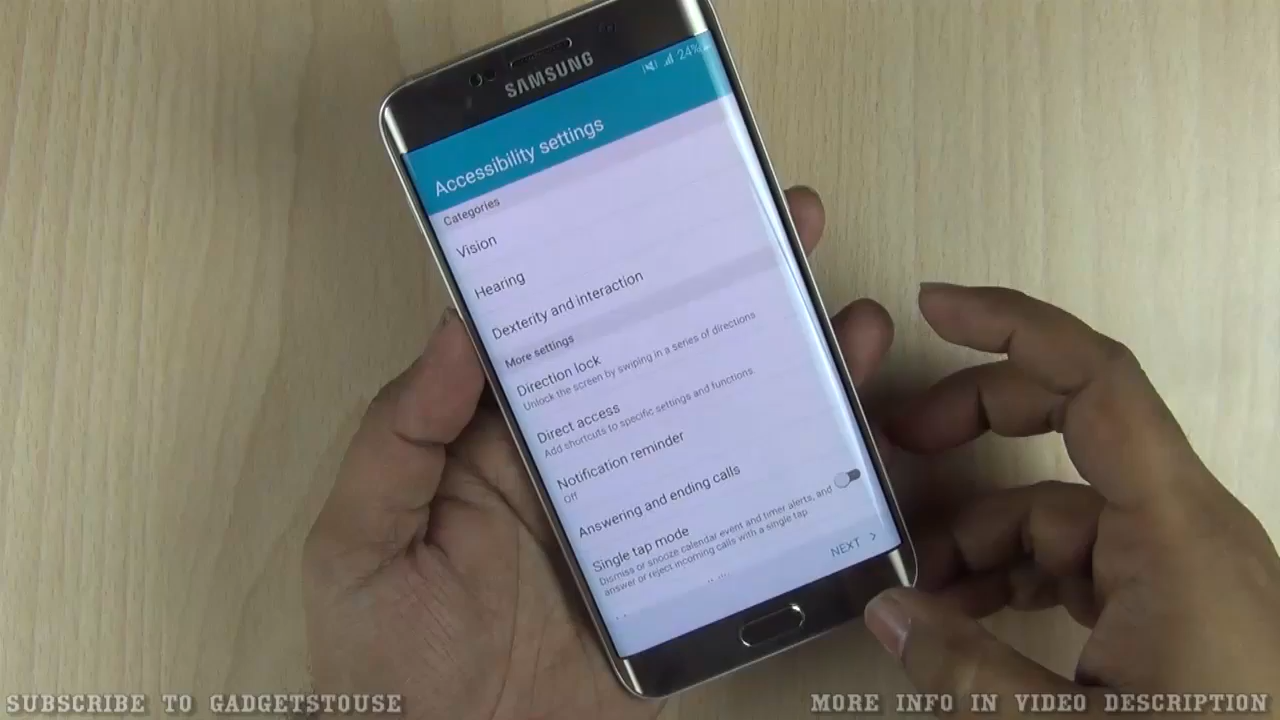 SAMSUNG
24%
Accessibility settings
Categories
Vision
Hearing
Dexterity and interaction
More settings
Direction lock
Unlock the screen by swiping in a series of directions
Direct access
Add shortcuts to specific settings and functions.
Notification reminder
Off
Answering and ending calls
Single tap mode
Dismiss or snooze calendar event and timer alerts, and
answer or reject incoming calls with a single tap
NEXT >
SUBSCRIBE TO GADGETSTOUSE
MORE INFO IN VIDEO DESCRIPTION